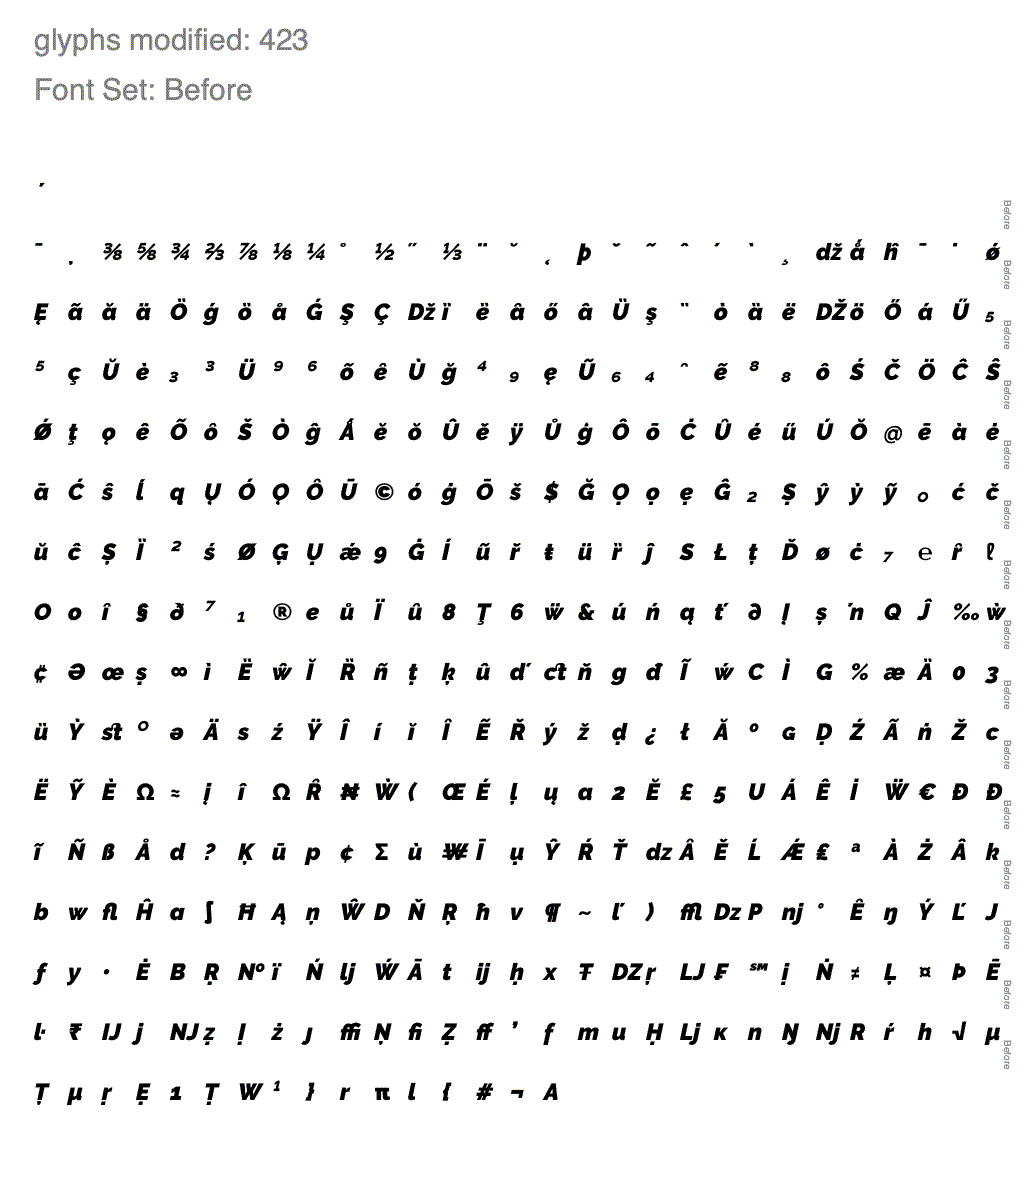 glyphs modified: 423
Font Set: Before
´
Before
¯ ̣ ⅜ ⅝ ¾ ⅔ ⅞ ⅛ ¼ ˚ ½ ˝ ⅓ ¨ ˘ þ ˇ ˜ ˆ ´ ` ¸ dž ǻ ĥ ¯ ˙ ǿ
Before
Ę ã ă ä Ö ǵ ö å Ǵ Ş Ç Dž ï ë â ő â Ü ş ò ä ë DŽ ö Ő á Ű ₅
Before
⁵ ç Ŭ ė ₃ ³ Ü ⁹ ⁶ õ ê Ù ğ ⁴ ₉ ę Ũ ₆ ₄ ẽ ⁸ ₈ ô Ś Č Ö Ĉ Ŝ
Before
Ǿ ţ ǫ ê Õ ô Š Ò ĝ Ǻ ě ŏ Û ĕ ÿ Ů ġ Ô ō Ċ Û é ű Ú Ŏ @ ē à ė
Before
ā Ć ŝ ĺ q Ų Ó Ǫ Ô Ū © ó ġ Ō š $ Ğ Ọ ọ ẹ Ĝ ₂ Ș ŷ ỳ ỹ ₀ ć č
Before
ŭ ĉ Ș Ï ² ś Ø Ģ Ụ ǽ 9 Ġ Í ũ ř ŧ ü ȑ ĵ S Ł ț Ď ø ċ ₇ ℮ ȓ ℓ
Before
O o î § ð ⁷ ₁ ® e ů Ï û 8 Ţ 6 ẅ & ú ń ą ť ∂ Ị ș ŉ Q Ĵ ‰ ẁ
Before
¢ Ə œ ș ∞ ì Ë ŵ Ǐ Ȑ ñ ț ķ û ď ct ň g đ Ĩ ẃ C Ì G % æ Ä 0 3
Before
ü Ỳ st ⁰ ə Ä s ź Ÿ Î í ĭ Î Ẽ Ř ý ž ḍ ¿ ł Ă º ɢ Ḍ Ź Ã ṅ Ž c
Before
Ë Ỹ È Ω ≈ į î Ω Ȓ ₦ Ẁ ( Œ É ļ ų a 2 Ĕ £ 5 U Á Ê İ Ẅ € Đ Đ
Before
ĩ Ñ ß Å d ? Ķ ū p ¢ Σ ù ₩ Ī ụ Ŷ Ŕ Ť dz Â Ě Ĺ Ǽ ₤ ª À Ż Â k
Before
b w ﬂ Ĥ a ʃ Ħ Ą ṇ Ŵ D Ň Ŗ ħ v ¶ ~ ľ ) ﬄ Dz P nj ° Ê ŋ Ý Ľ J
Before
ƒ y · Ė B Ṛ № ï Ń lj Ẃ Ā t ij ḥ x Ŧ DZ ŗ LJ ₣ ℠ ị Ṅ ≠ Ļ ¤ Þ Ē
Before
ŀ ₹ IJ j NJ ẓ Į ż ȷ ﬃ Ņ ﬁ Ẓ ﬀ ’ f m u Ḥ Lj ĸ n Ŋ Nj R ŕ h √ µ
Before
Ț μ ṛ Ẹ 1 Ţ W ¹ } r π l { # ¬ A